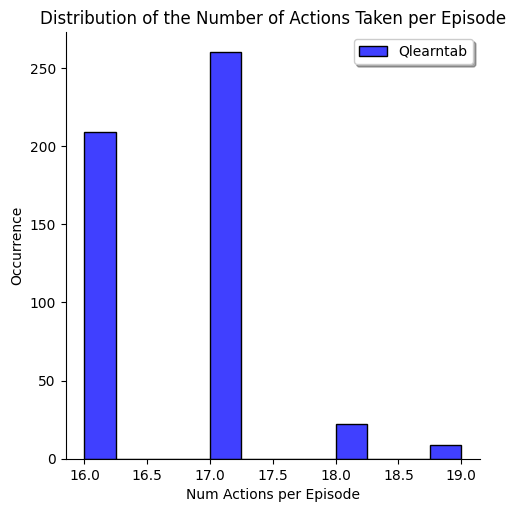 Distribution of the Number of Actions Taken per Episode
Qlearntab
250
200
150
100
50
0
Occurrence
16.0 16.5 17.0 17.5 18.0 18.5 19.0
Num Actions per Episode